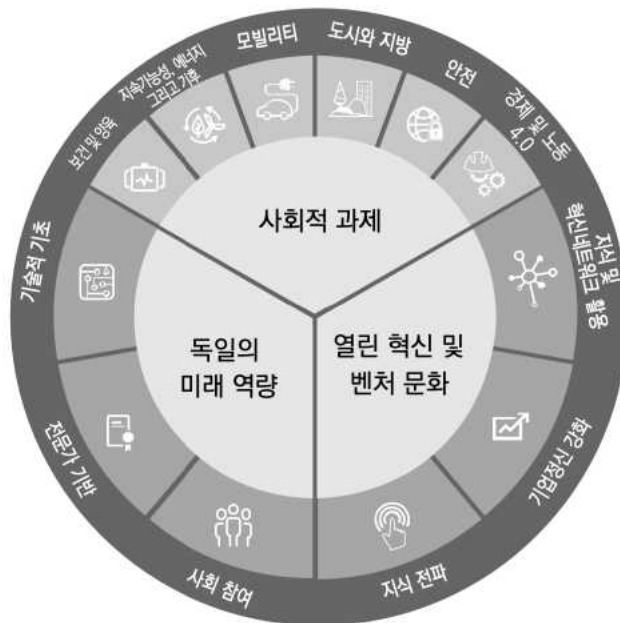 보건 및 양육
지속가능성, 에너지
그리고 기후
모빌리티
도시와 지방
안전
경제 및 노동
4.0
지식 및
혁신네트워크 활용
기업정신 강화
지식 전파
사회 참여
전문가 기반
기술적 기초
사회적 과제
독일의
미래 역량
열린 혁신 및
벤처 문화